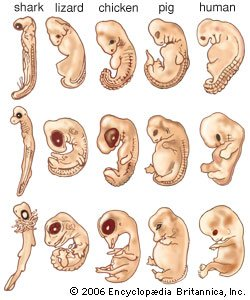 shark lizard chicken pig human
© 2006 Encyclopædia Britannica, Inc.